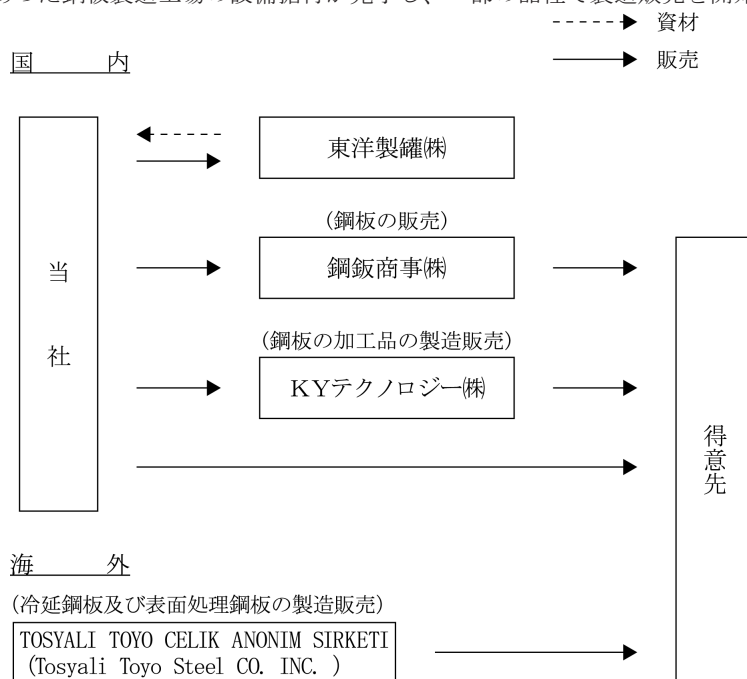 資材
販売
国 内
東洋製罐㈱
(鋼板の販売)
鋼鈑商事㈱
(鋼板の加工品の製造販売)
KYテクノロジー㈱
当社
得意先
海 外
(冷延鋼板及び表面処理鋼板の製造販売)
TOSYALI TOYO CELIK ANONIM SIRKETI
(Tosyali Toyo Steel CO. INC. )